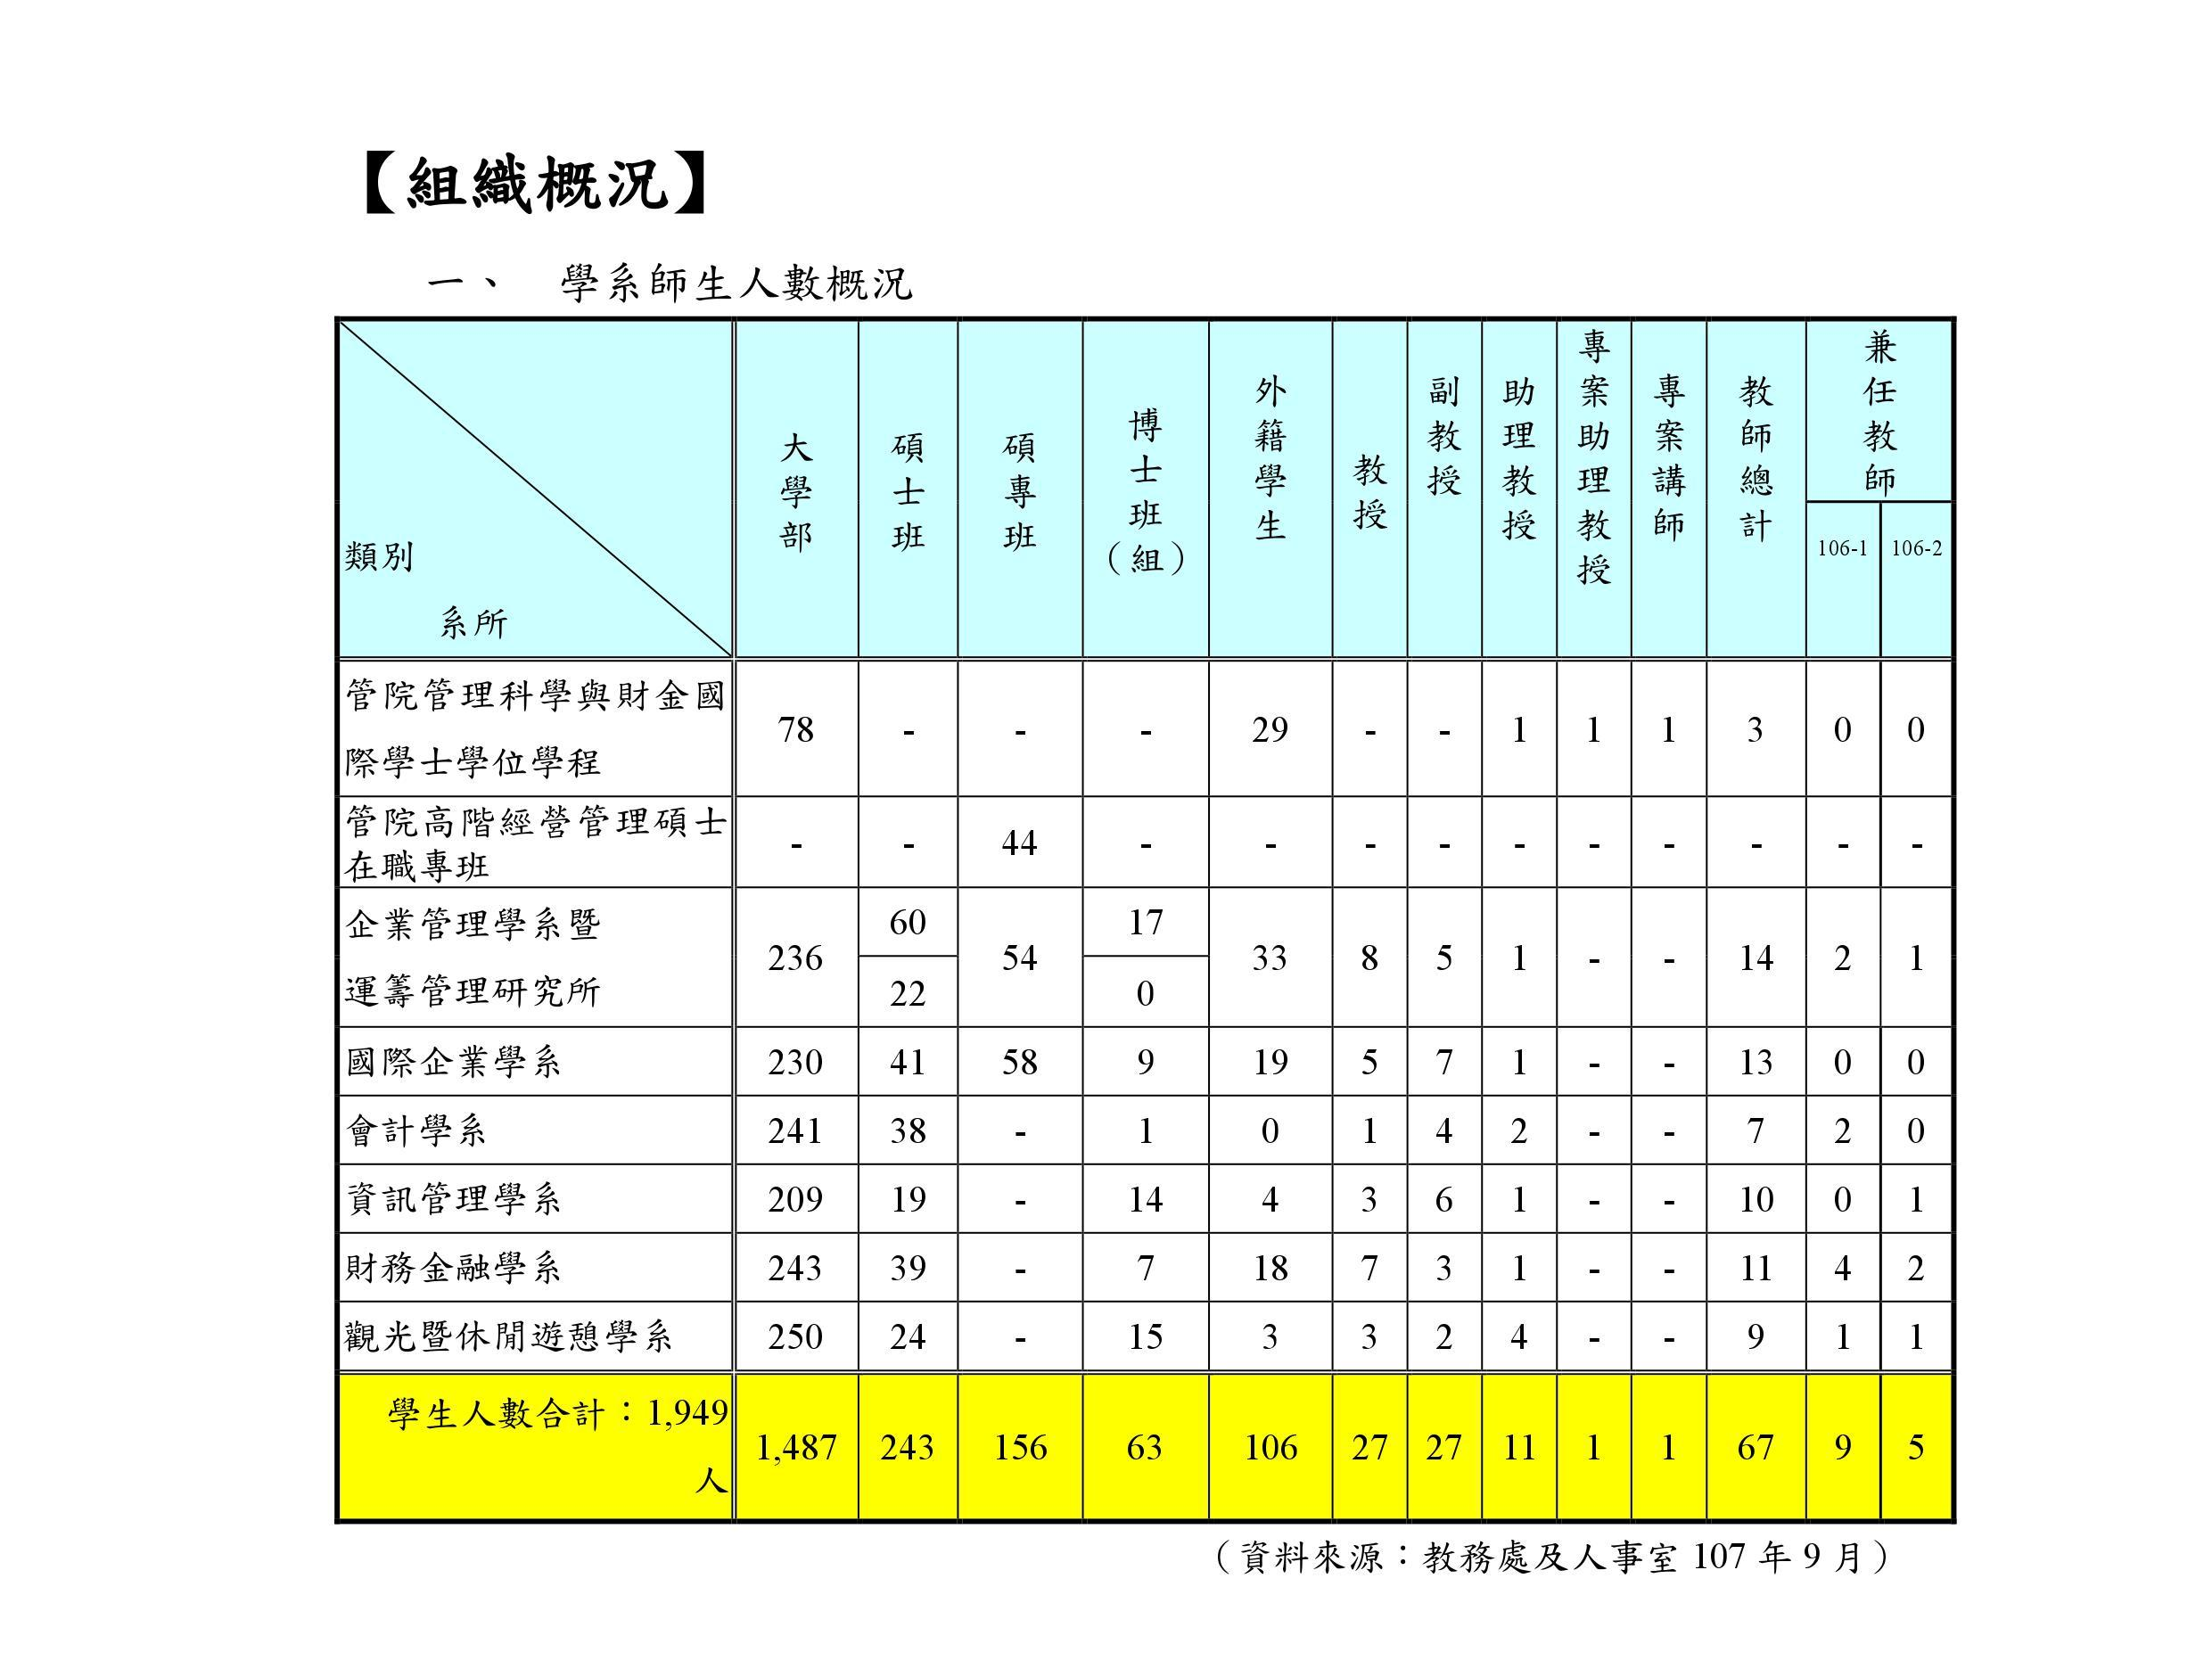 【組織概況】
一、 學系師生人數概況
類別
系所
大學部
碩士班
碩專班
博士班（組）
外籍學生
教授
副教授
助理教授
專案助理教授
專案講師
教師總計
兼任教師
106-1 106-2
管院管理科學與財金國
際學士學位學程
78 - - - 29 - - 1 1 1 3 0 0
管院高階經營管理碩士
在職專班
- - 44 - - - - - - - - - -
企業管理學系暨
運籌管理研究所
236 60 22 54 17 0 33 8 5 1 - - 14 2 1
國際企業學系 230 41 58 9 19 5 7 1 - - 13 0 0
會計學系 241 38 - 1 0 1 4 2 - - 7 2 0
資訊管理學系 209 19 - 14 4 3 6 1 - - 10 0 1
財務金融學系 243 39 - 7 18 7 3 1 - - 11 4 2
觀光暨休閒遊憩學系 250 24 - 15 3 3 2 4 - - 9 1 1
學生人數合計：1,949
人
1,487 243 156 63 106 27 27 11 1 1 67 9 5
（資料來源：教務處及人事室 107 年 9 月）